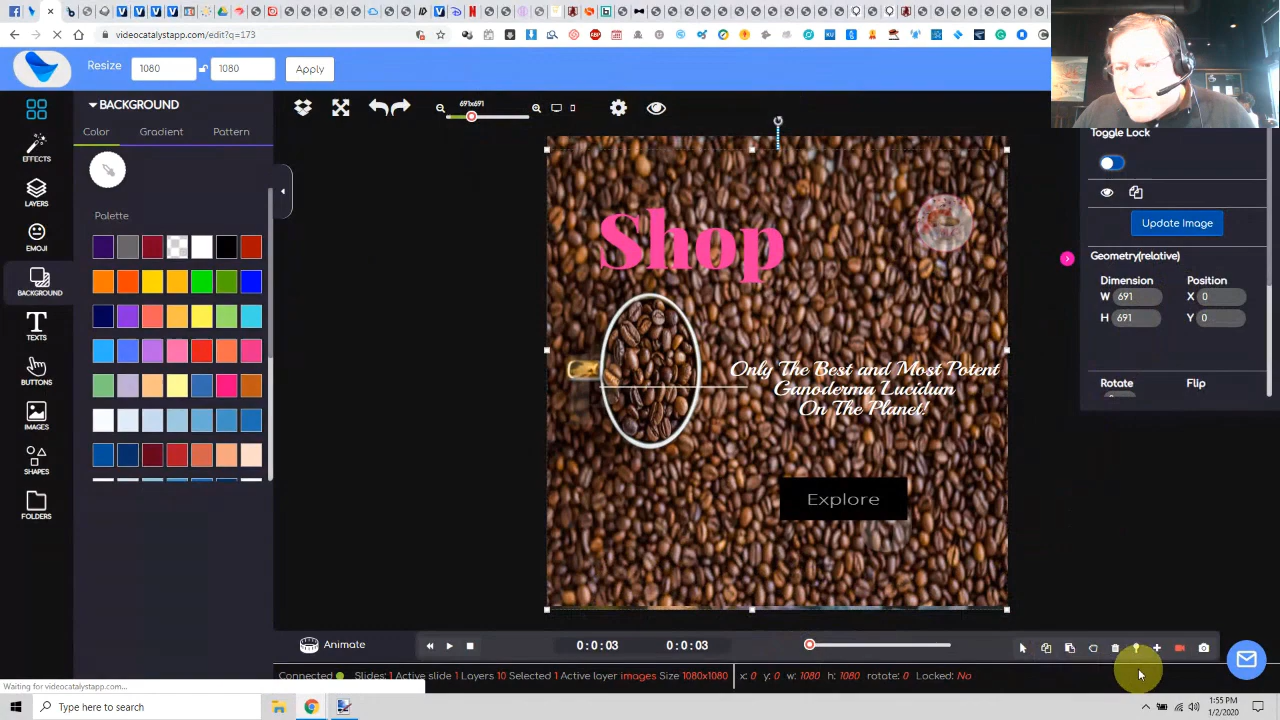 videocatalystapp.com/edit?q=173
Resize
1080
1080
Apply
BACKGROUND
Color
Gradient
Pattern
Palette
EFFECTS
LAYERS
EMOJI
BACKGROUND
TEXTS
BUTTONS
IMAGES
SHAPES
FOLDERS
691x691
Shop
Only The Best and Most Potent
Ganoderma Lucidum
On The Planet!
Explore
Toggle Lock
Update Image
Geometry(relative)
Dimension
Position
W 691
X 0
H 691
Y 0
Rotate
Flip
Animate
0:0:03
0:0:03
Connected
Slides: 1 Active slide 1 Layers 10 Selected 1 Active layer images Size 1080x1080
x: 0 y: 0 w: 1080 h: 1080 rotate: 0 Locked: No
Waiting for videocatalystapp.com...
Type here to search
1:55 PM
1/2/2020